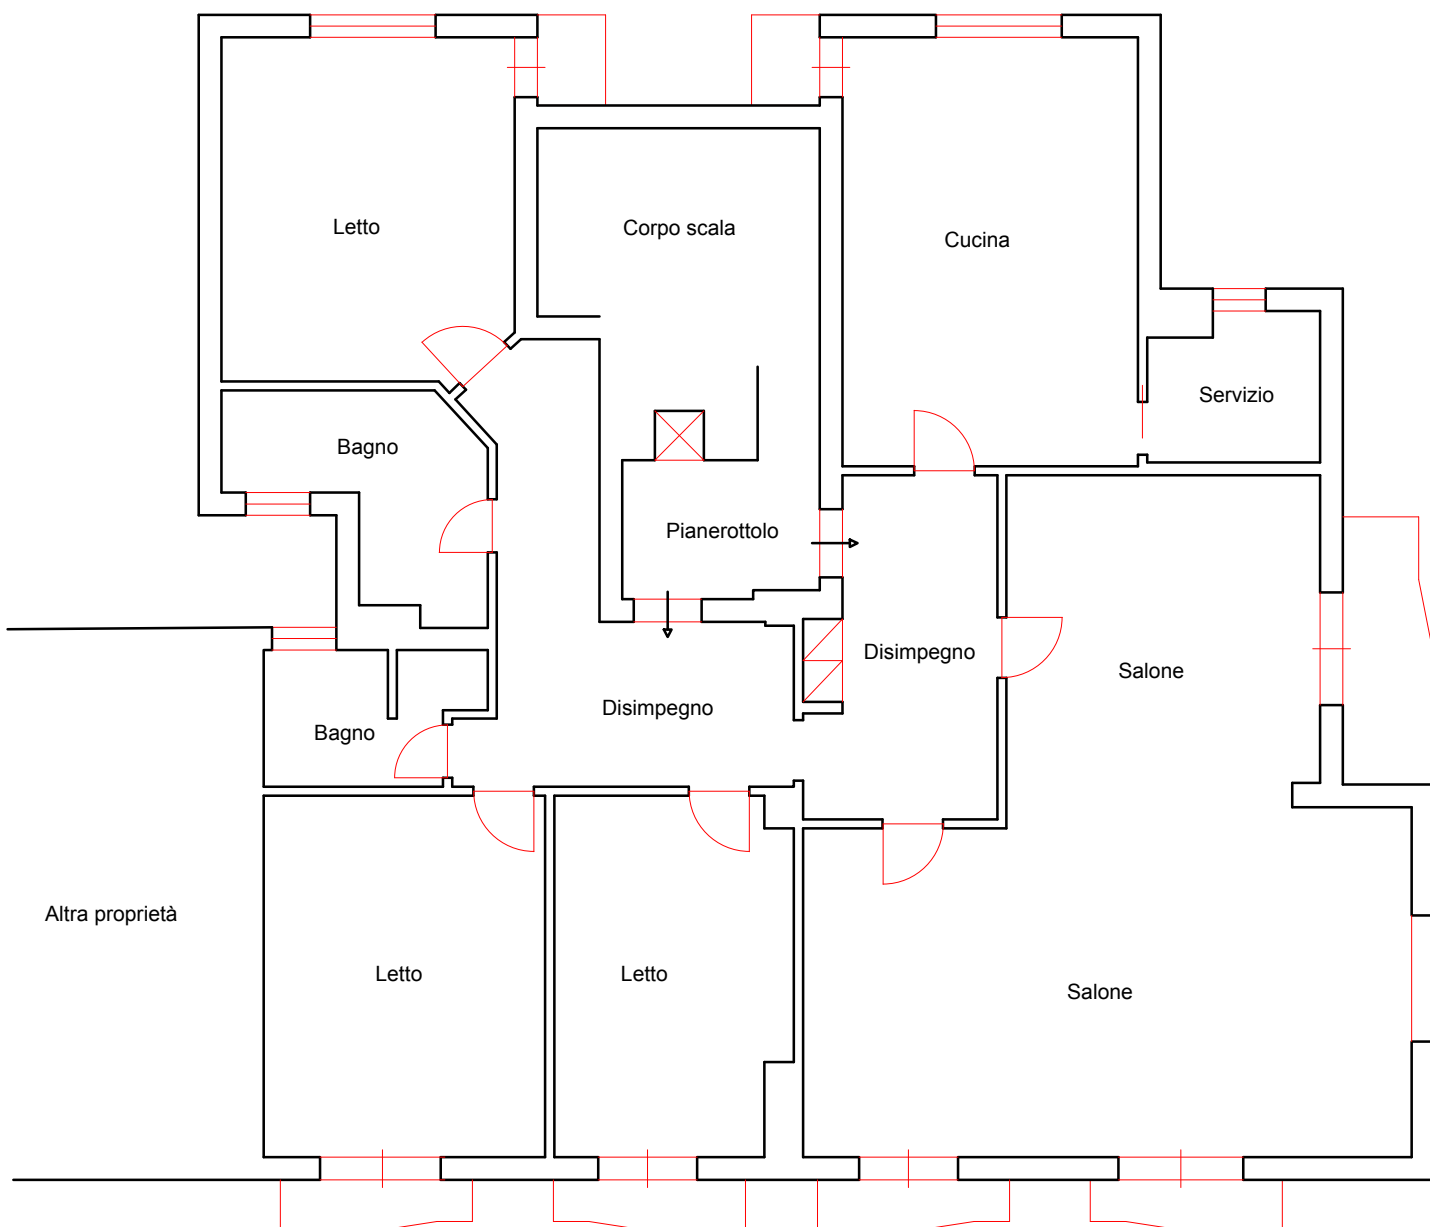 Letto
Corpo scala
Cucina
Servizio
Bagno
Pianerottolo
Disimpegno
Salone
Disimpegno
Bagno
Altra proprietà
Letto
Letto
Salone